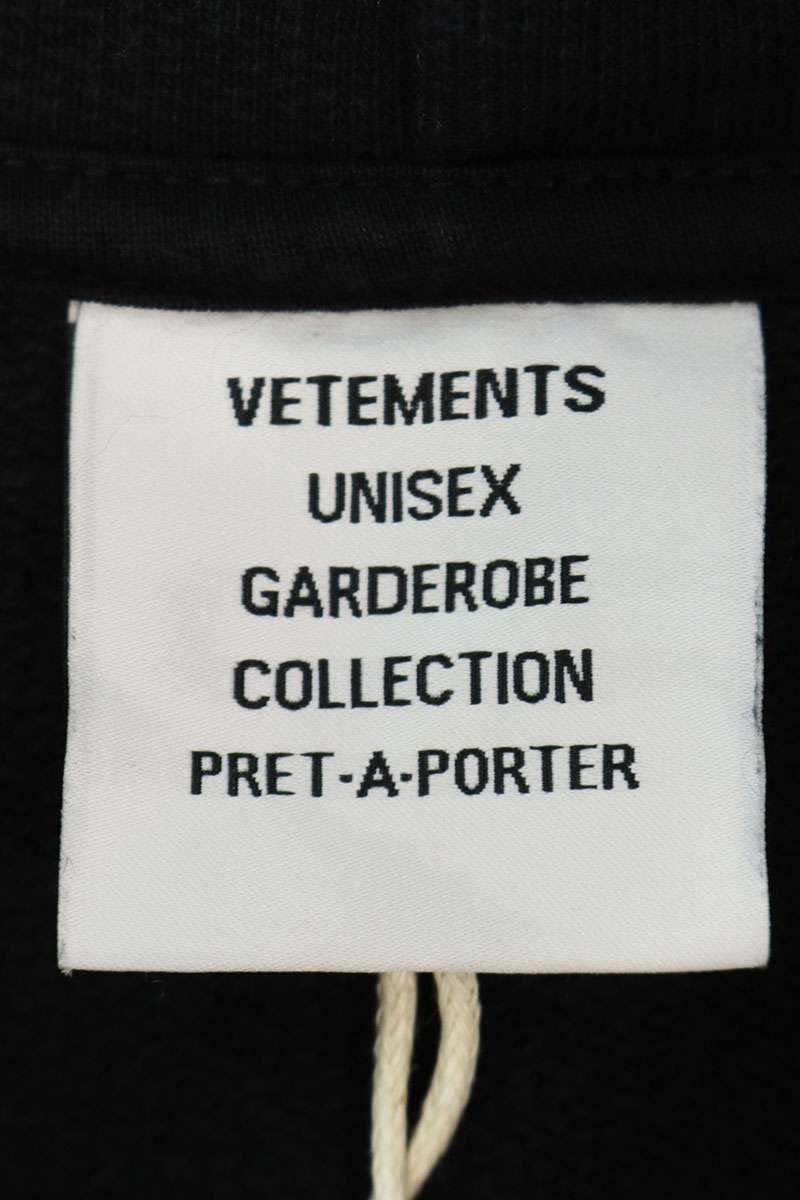 VETEMENTS
UNISEX
GARDEROBE
COLLECTION
PRET-A-PORTER